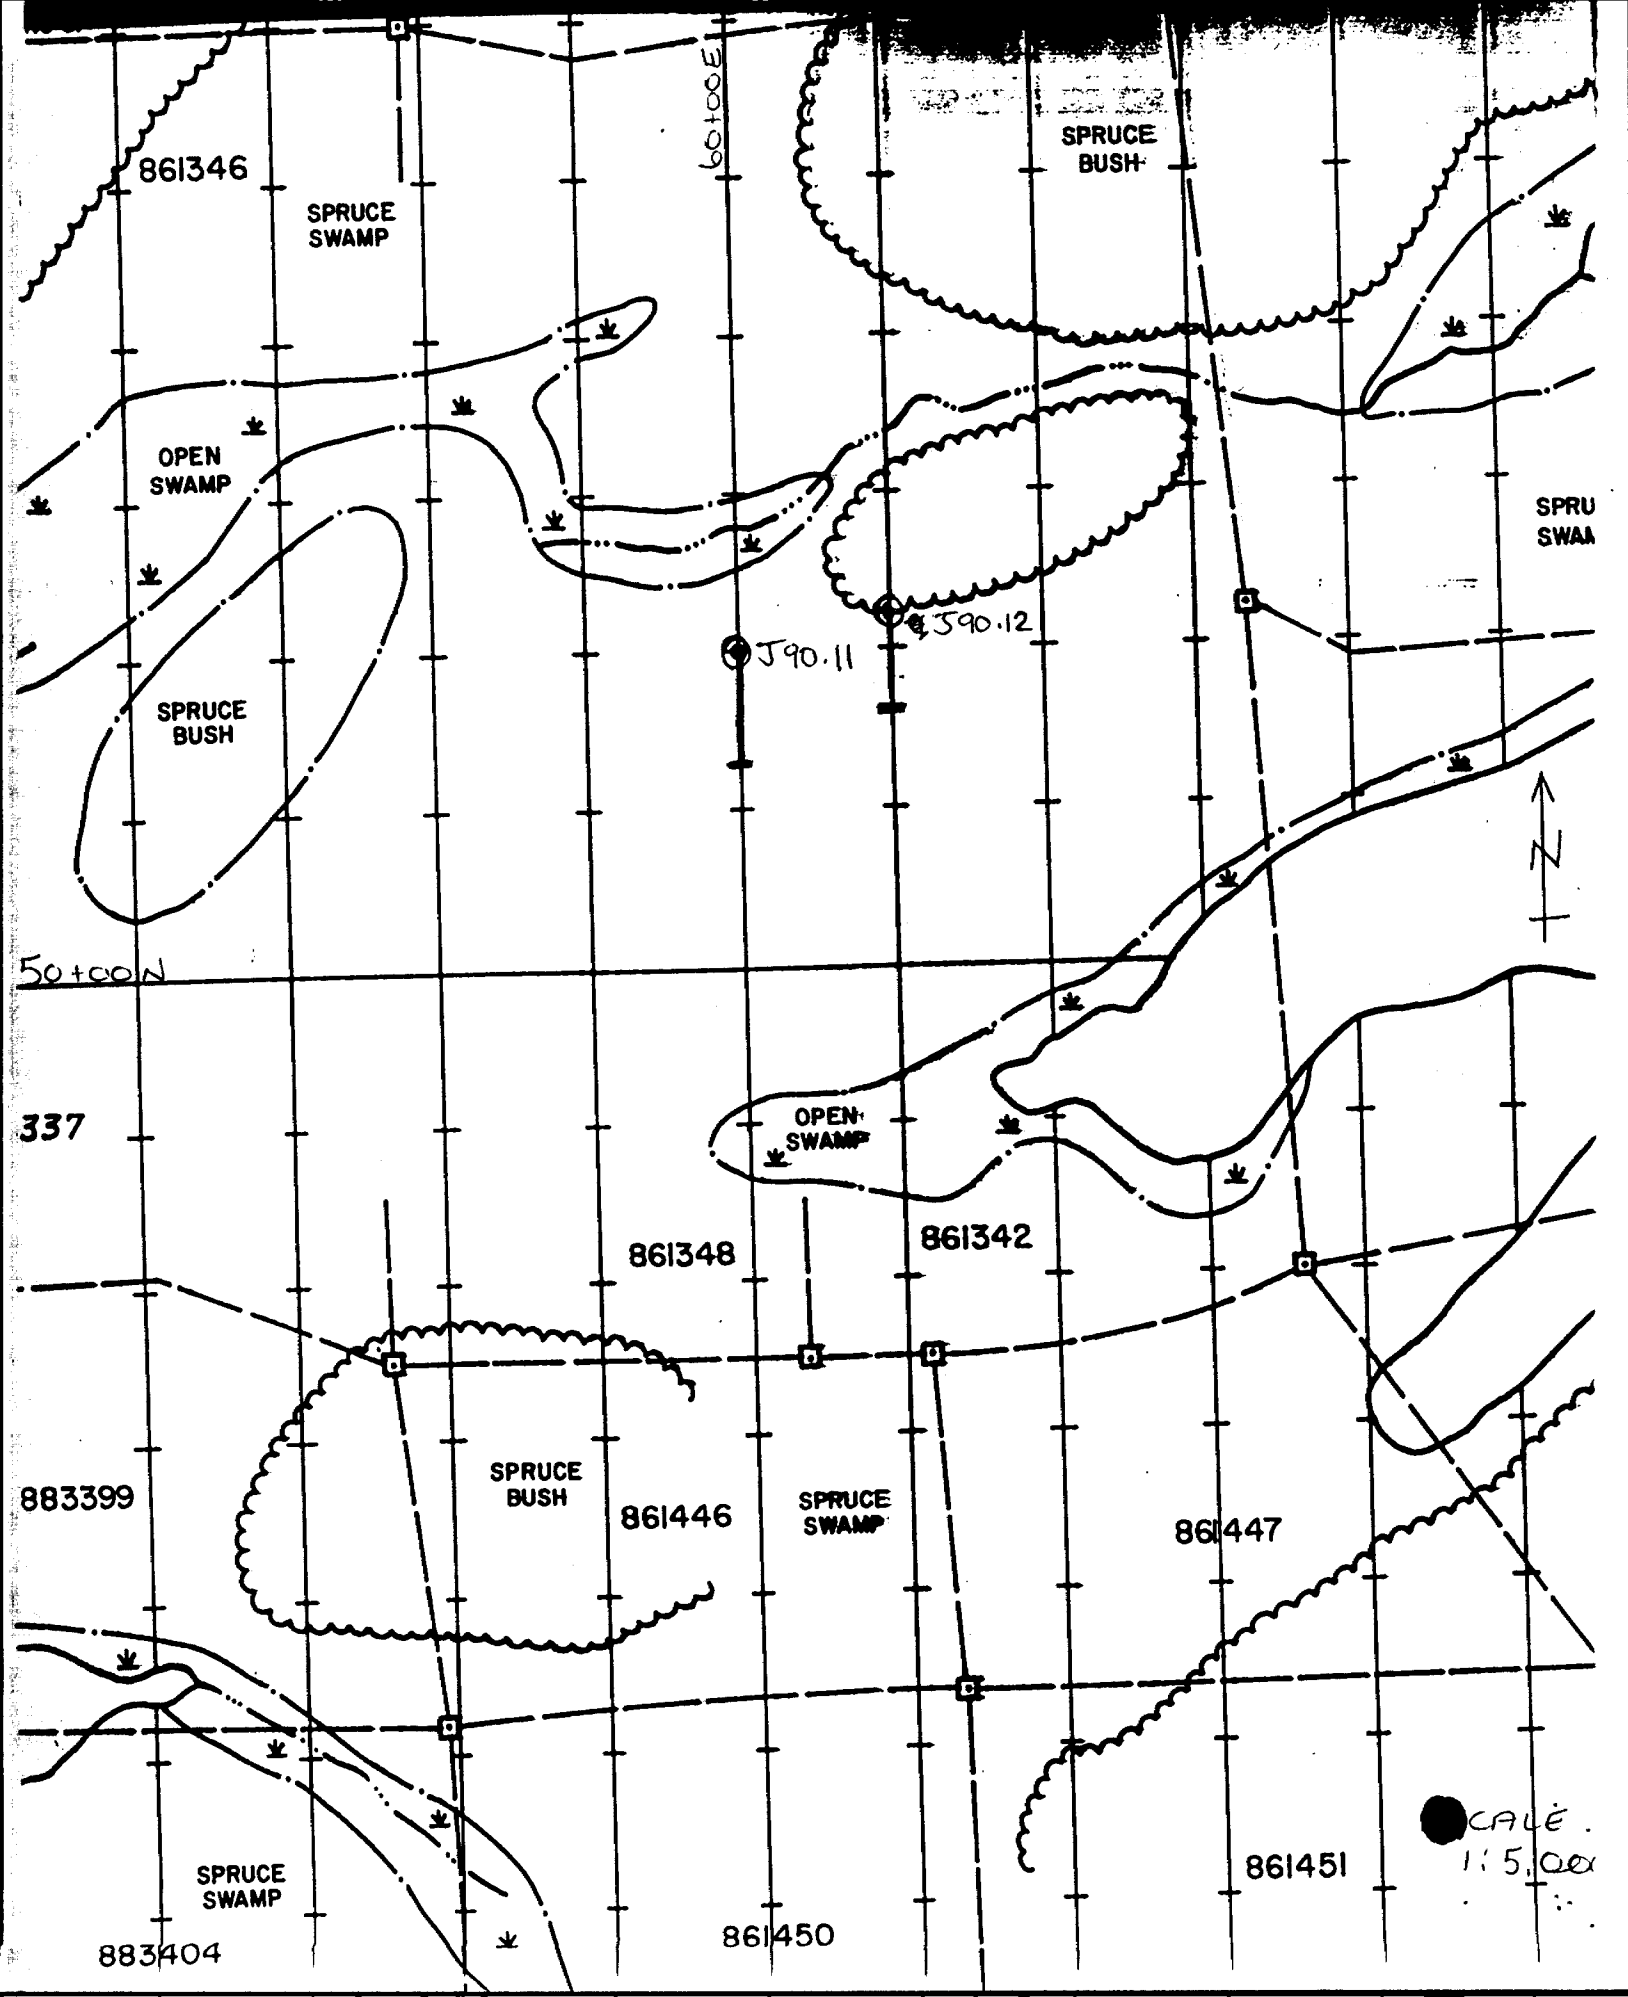 60+00E
SPRUCE
BUSH
861346
SPRUCE
SWAMP
OPEN
SWAMP
SPRU
SWAM
J90.12
J90.11
SPRUCE
BUSH
N
50+00N
337
OPEN
SWAMP
861348
861342
883399
SPRUCE
BUSH
861446
SPRUCE
SWAMP
861447
CALE
1:5,00
861451
SPRUCE
SWAMP
861450
883404